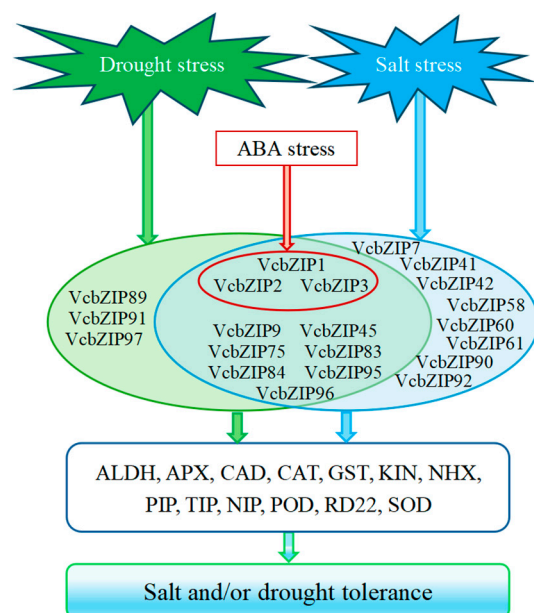 Drought stress
Salt stress
ABA stress
VcbZIP7
VcbZIP1
VcbZIP41
VcbZIP2 VcbZIP3
VcbZIP42
VcbZIP89
VcbZIP58
VcbZIP91
VcbZIP60
VcbZIP97
VcbZIP9 VcbZIP45
VcbZIP61
VcbZIP75 VcbZIP83
VcbZIP90
VcbZIP84 VcbZIP95
VcbZIP92
VcbZIP96
ALDH, APX, CAD, CAT, GST, KIN, NHX,
PIP, TIP, NIP, POD, RD22, SOD
Salt and/or drought tolerance